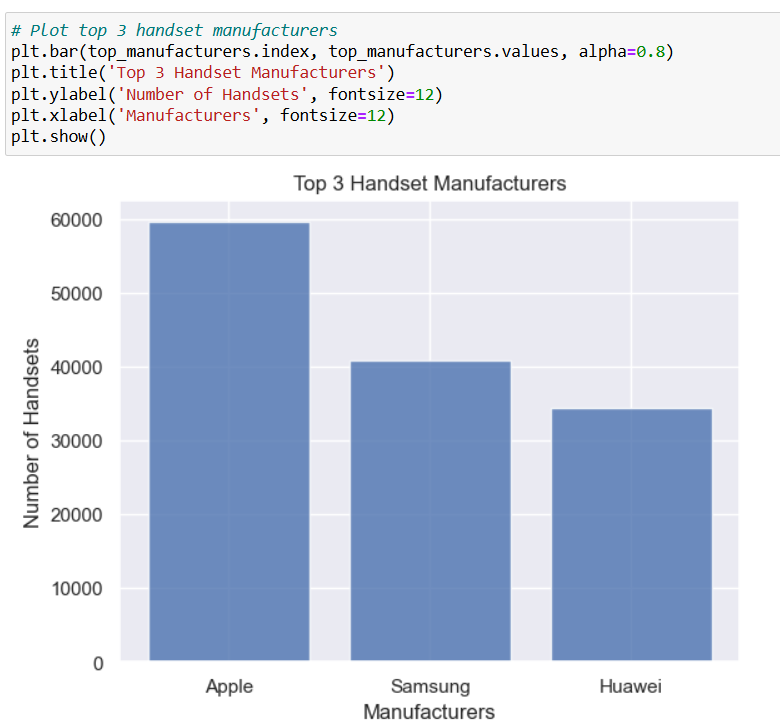 # Plot top 3 handset manufacturers
plt.bar(top_manufacturers.index, top_manufacturers.values, alpha=0.8)
plt.title('Top 3 Handset Manufacturers')
plt.ylabel('Number of Handsets', fontsize=12)
plt.xlabel('Manufacturers', fontsize=12)
plt.show()
Top 3 Handset Manufacturers
Number of Handsets
60000
50000
40000
30000
20000
10000
0
Apple Samsung Huawei
Manufacturers